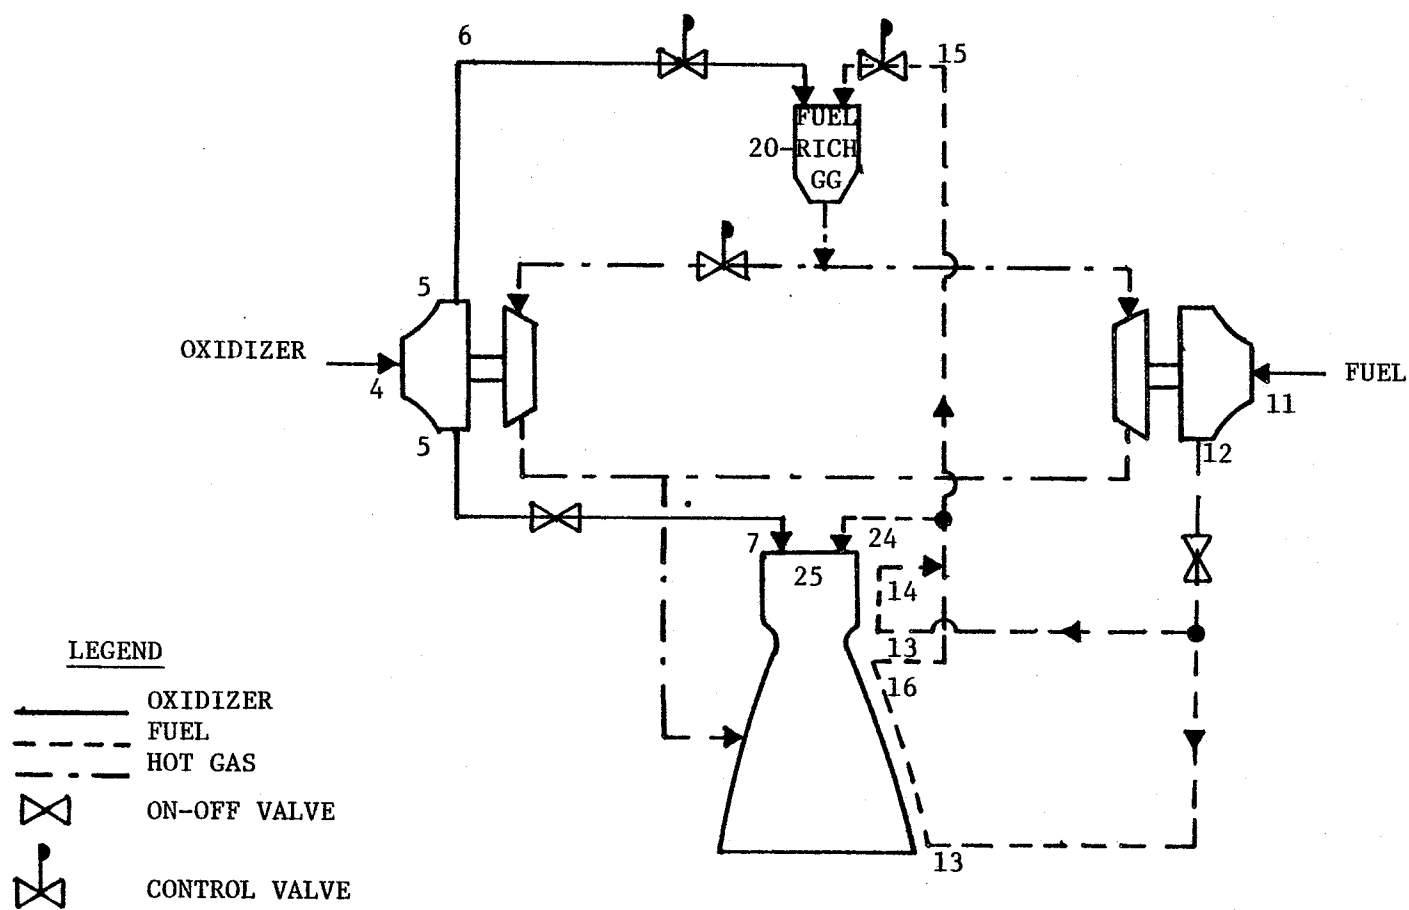 6
15
FUEL
20-RICH
GG
5
OXIDIZER
4
FUEL
11
5
12
7
24
25
14
13
16
LEGEND
OXIDIZER
FUEL
HOT GAS
ON-OFF VALVE
13
CONTROL VALVE